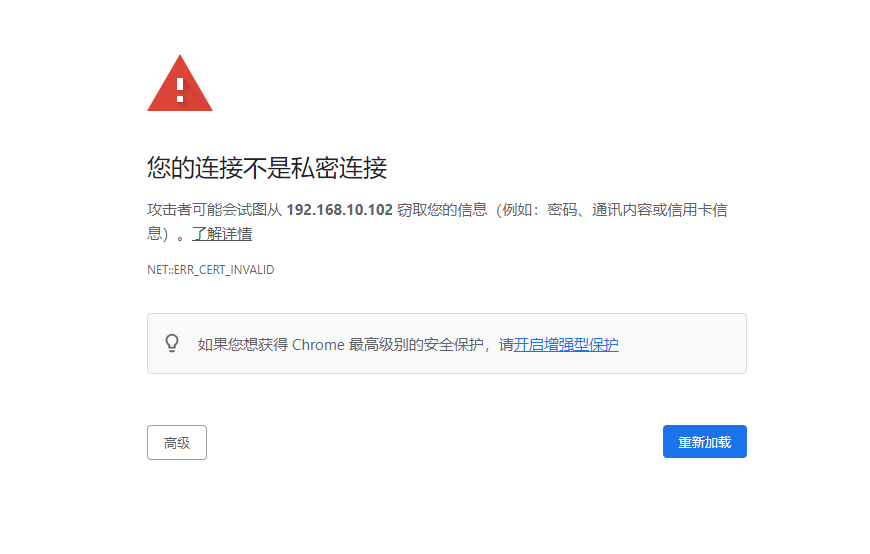 您的连接不是私密连接
攻击者可能会试图从 192.168.10.102 窃取您的信息（例如：密码、通讯内容或信用卡信
息）。了解详情
NET::ERR_CERT_INVALID
如果您想获得 Chrome 最高级别的安全保护，请开启增强型保护
高级
重新加载